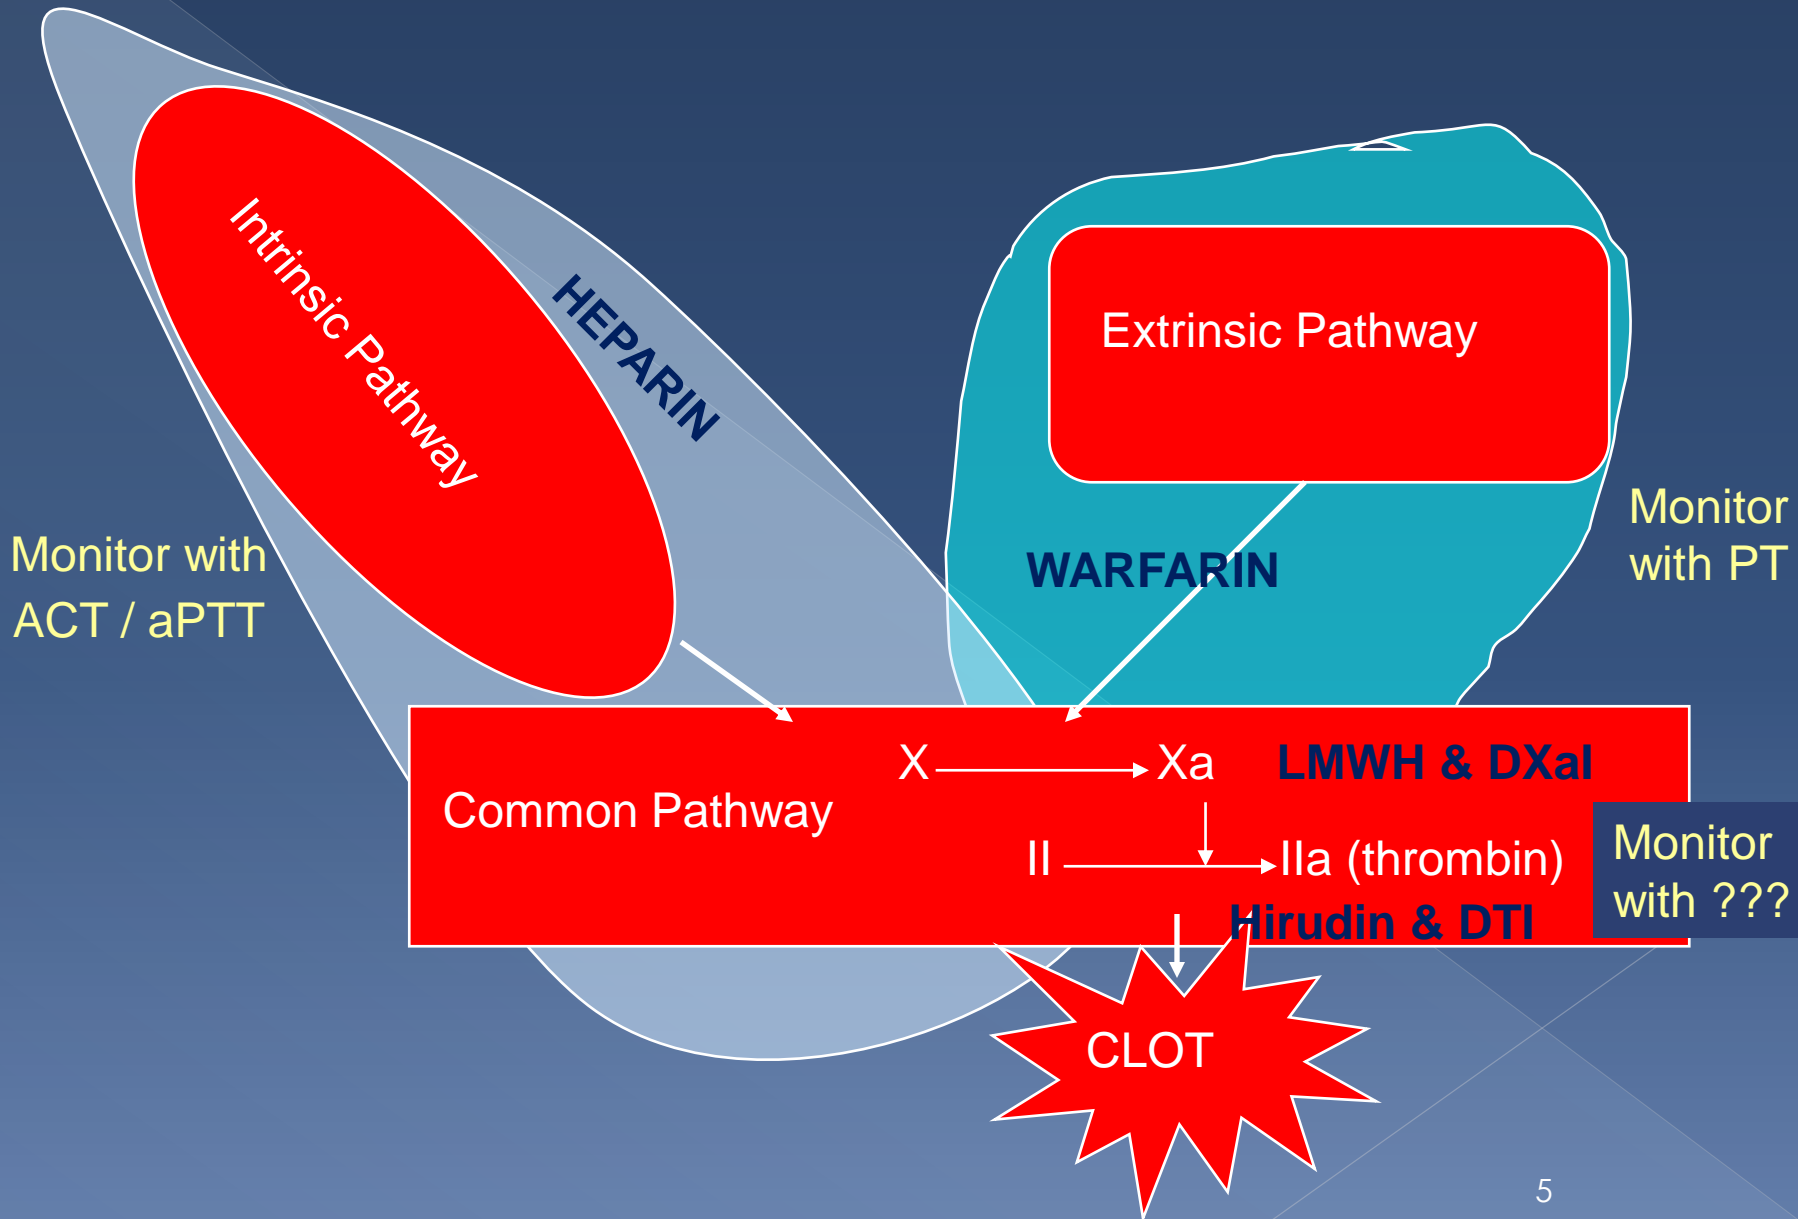 Intrinsic Pathway
HEPARIN
Extrinsic Pathway
Monitor with
ACT / aPTT
WARFARIN
Monitor
with PT
Common Pathway
X
Xa
LMWH & DXaI
II
IIa (thrombin)
Hirudin & DTI
Monitor
with ???
CLOT
5